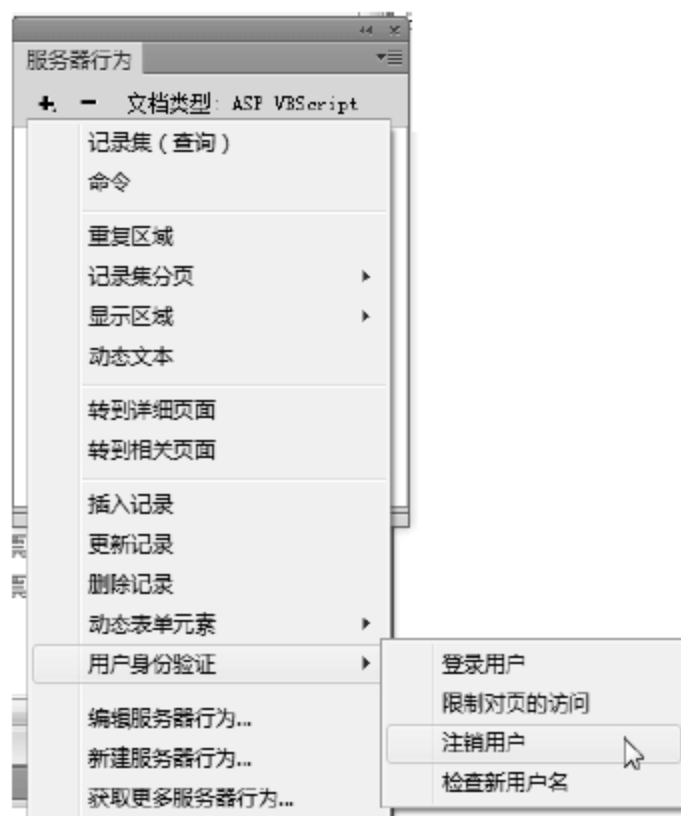 服务器行为
文档类型: ASP VBScript
记录集(查询)
命令
重复区域
记录集分页
显示区域
动态文本
转到详细页面
转到相关页面
插入记录
更新记录
删除记录
动态表单元素
用户身份验证
登录用户
限制对页的访问
注销用户
检查新用户名
编辑服务器行为...
新建服务器行为...
获取更多服务器行为...